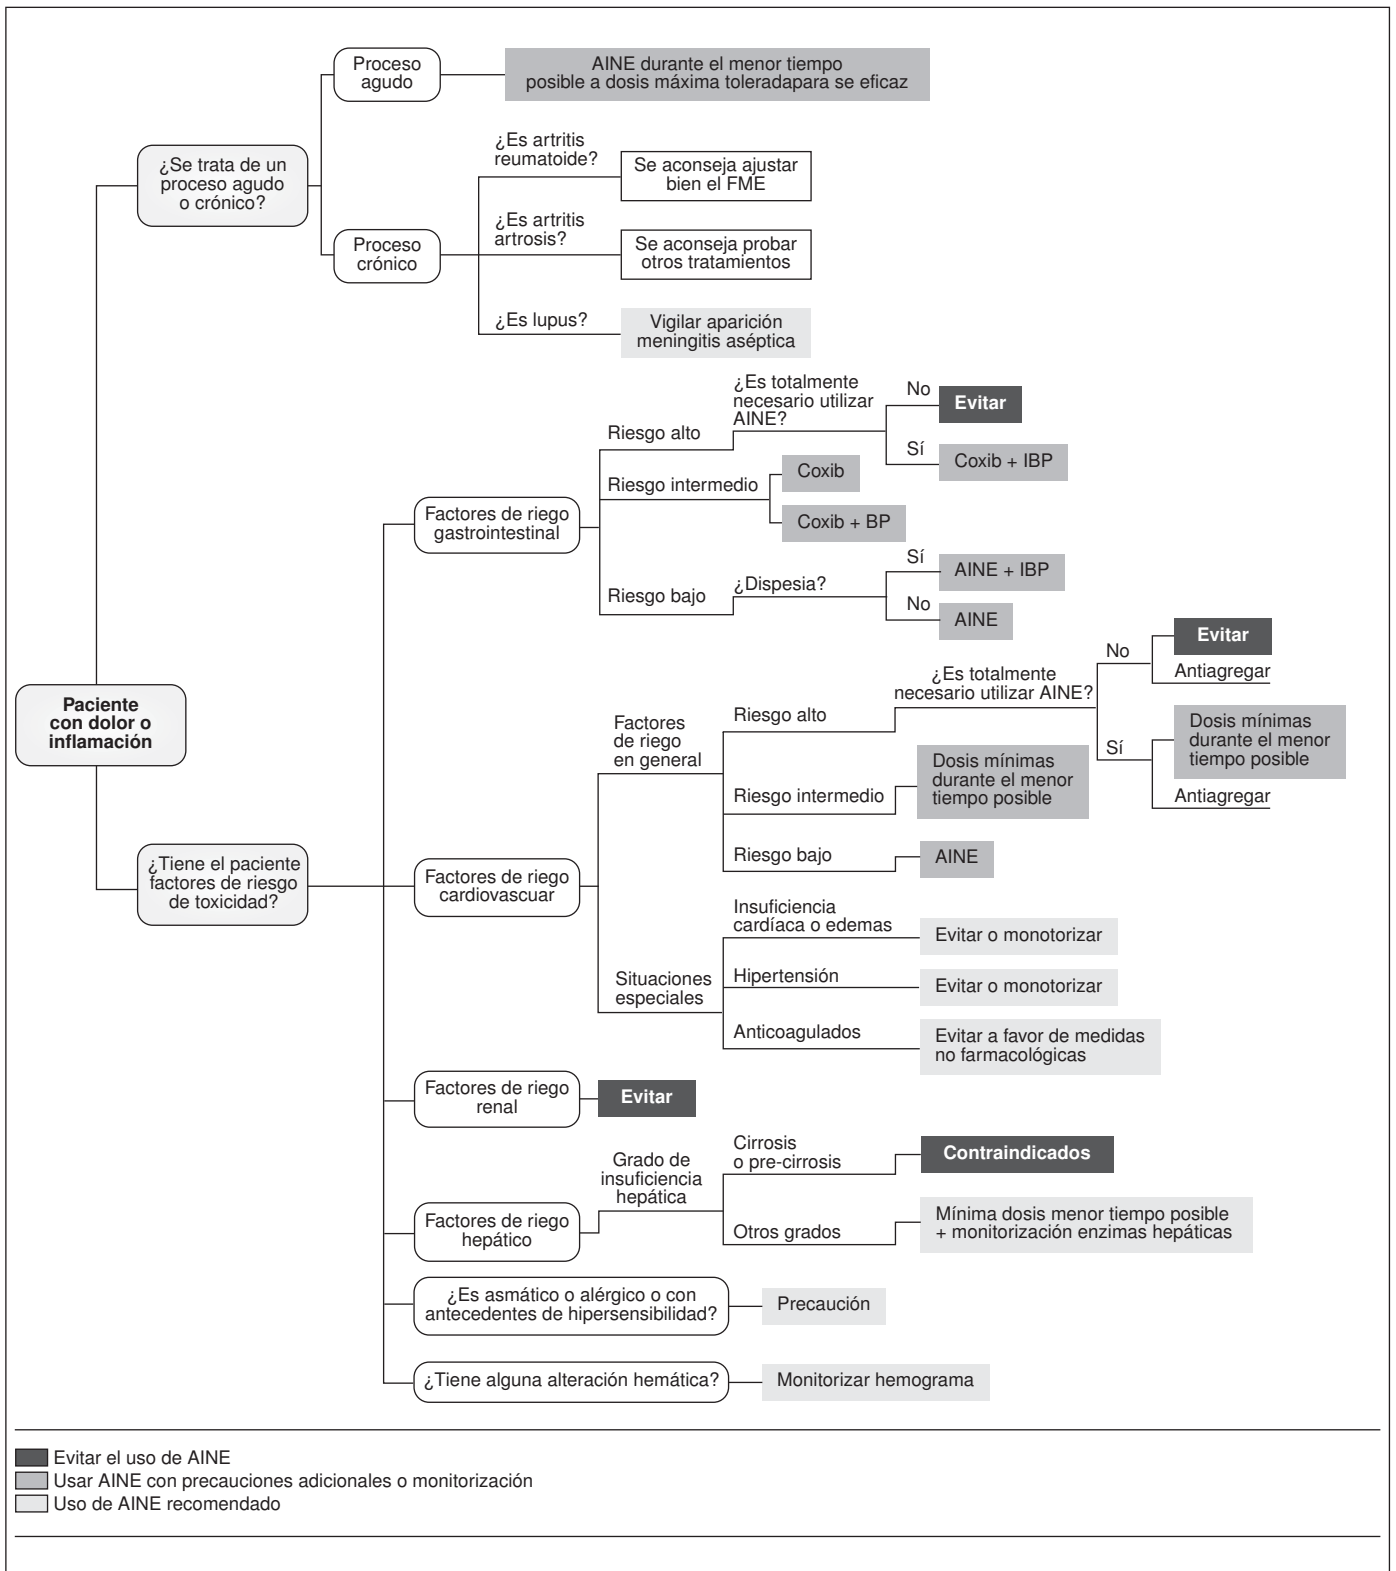 Proceso
agudo
AINE durante el menor tiempo
posible a dosis máxima toleradapara se eficaz
¿Se trata de un
proceso agudo
o crónico?
¿Es artritis
reumatoide?
Se aconseja ajustar
bien el FME
Proceso
crónico
¿Es artritis
artrosis?
Se aconseja probar
otros tratamientos
¿Es lupus?
Vigilar aparición
meningitis aséptica
Paciente
con dolor o
inflamación
¿Tiene el paciente
factores de riesgo
de toxicidad?
Factores de riego
gastrointestinal
Riesgo alto
¿Es totalmente
necesario utilizar
AINE?
No
Evitar
Sí
Coxib + IBP
Riesgo intermedio
Coxib
Coxib + BP
Riesgo bajo
¿Dispesia?
Sí
AINE + IBP
No
AINE
Factores de riego
cardiovascuar
Factores
de riego
en general
Riesgo alto
¿Es totalmente
necesario utilizar AINE?
No
Evitar
Antiagregar
Sí
Dosis mínimas
durante el menor
tiempo posible
Antiagregar
Riesgo intermedio
Dosis mínimas
durante el menor
tiempo posible
Riesgo bajo
AINE
Situaciones
especiales
Insuficiencia
cardíaca o edemas
Evitar o monotorizar
Hipertensión
Evitar o monotorizar
Anticoagulados
Evitar a favor de medidas
no farmacológicas
Factores de riego
renal
Evitar
Factores de riego
hepático
Grado de
insuficiencia
hepática
Cirrosis
o pre-cirrosis
Contraindicados
Otros grados
Mínima dosis menor tiempo posible
+ monitorización enzimas hepáticas
¿Es asmático o alérgico o con
antecedentes de hipersensibilidad?
Precaución
¿Tiene alguna alteración hemática?
Monitorizar hemograma
Evitar el uso de AINE
Usar AINE con precauciones adicionales o monitorización
Uso de AINE recomendado